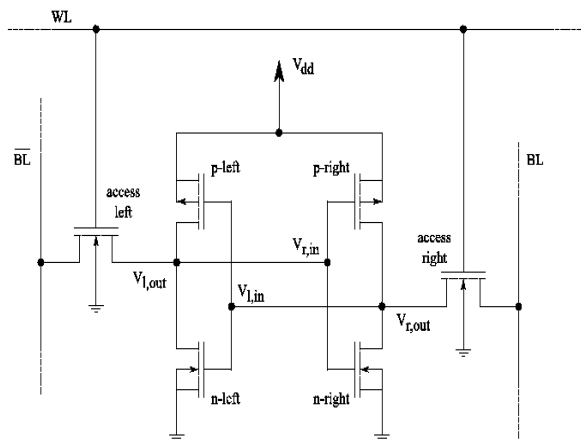 WL
V_dd
B̅L̅
BL
p-left
p-right
access
left
access
right
V_r,in
V_l,out
V_l,in
V_r,out
n-left
n-right